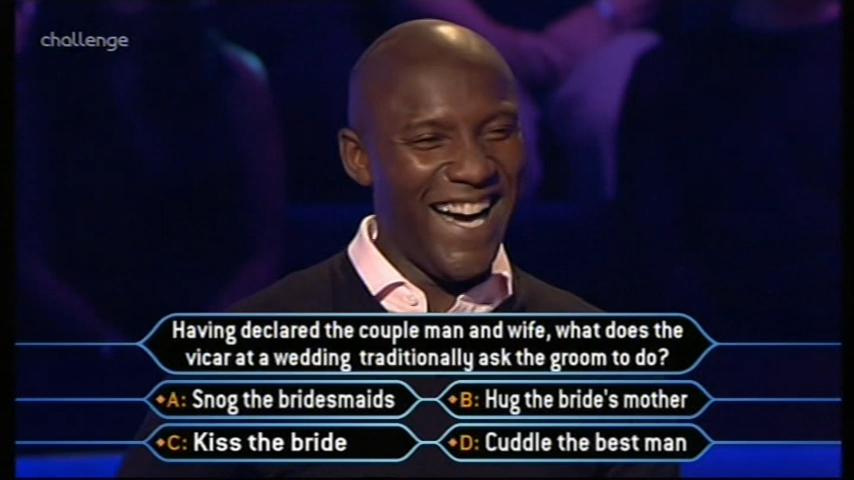 challenge
Having declared the couple man and wife, what does the
vicar at a wedding traditionally ask the groom to do?
A: Snog the bridesmaids
B: Hug the bride's mother
C: Kiss the bride
D: Cuddle the best man